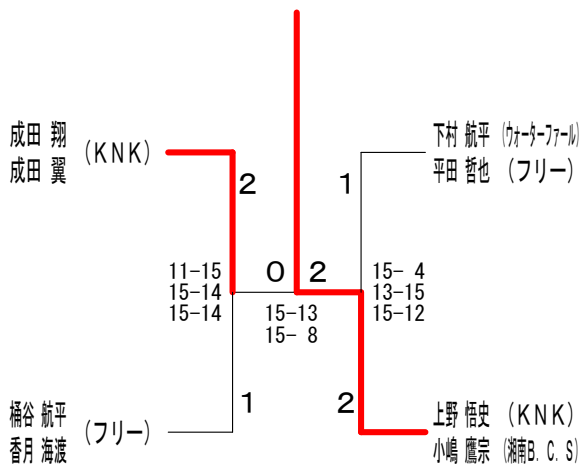 成田 翔
成田 翼
(KNK)
2
11-15
15-14
15-14
1
桶谷 航平
香月 海渡
(フリー)
0 2
15-13
15- 8
下村 航平 (ウォーターファール)
平田 哲也 (フリー)
1
15- 4
13-15
15-12
2
上野 悟史 (KNK)
小嶋 鷹宗 (湘南B.C.S)